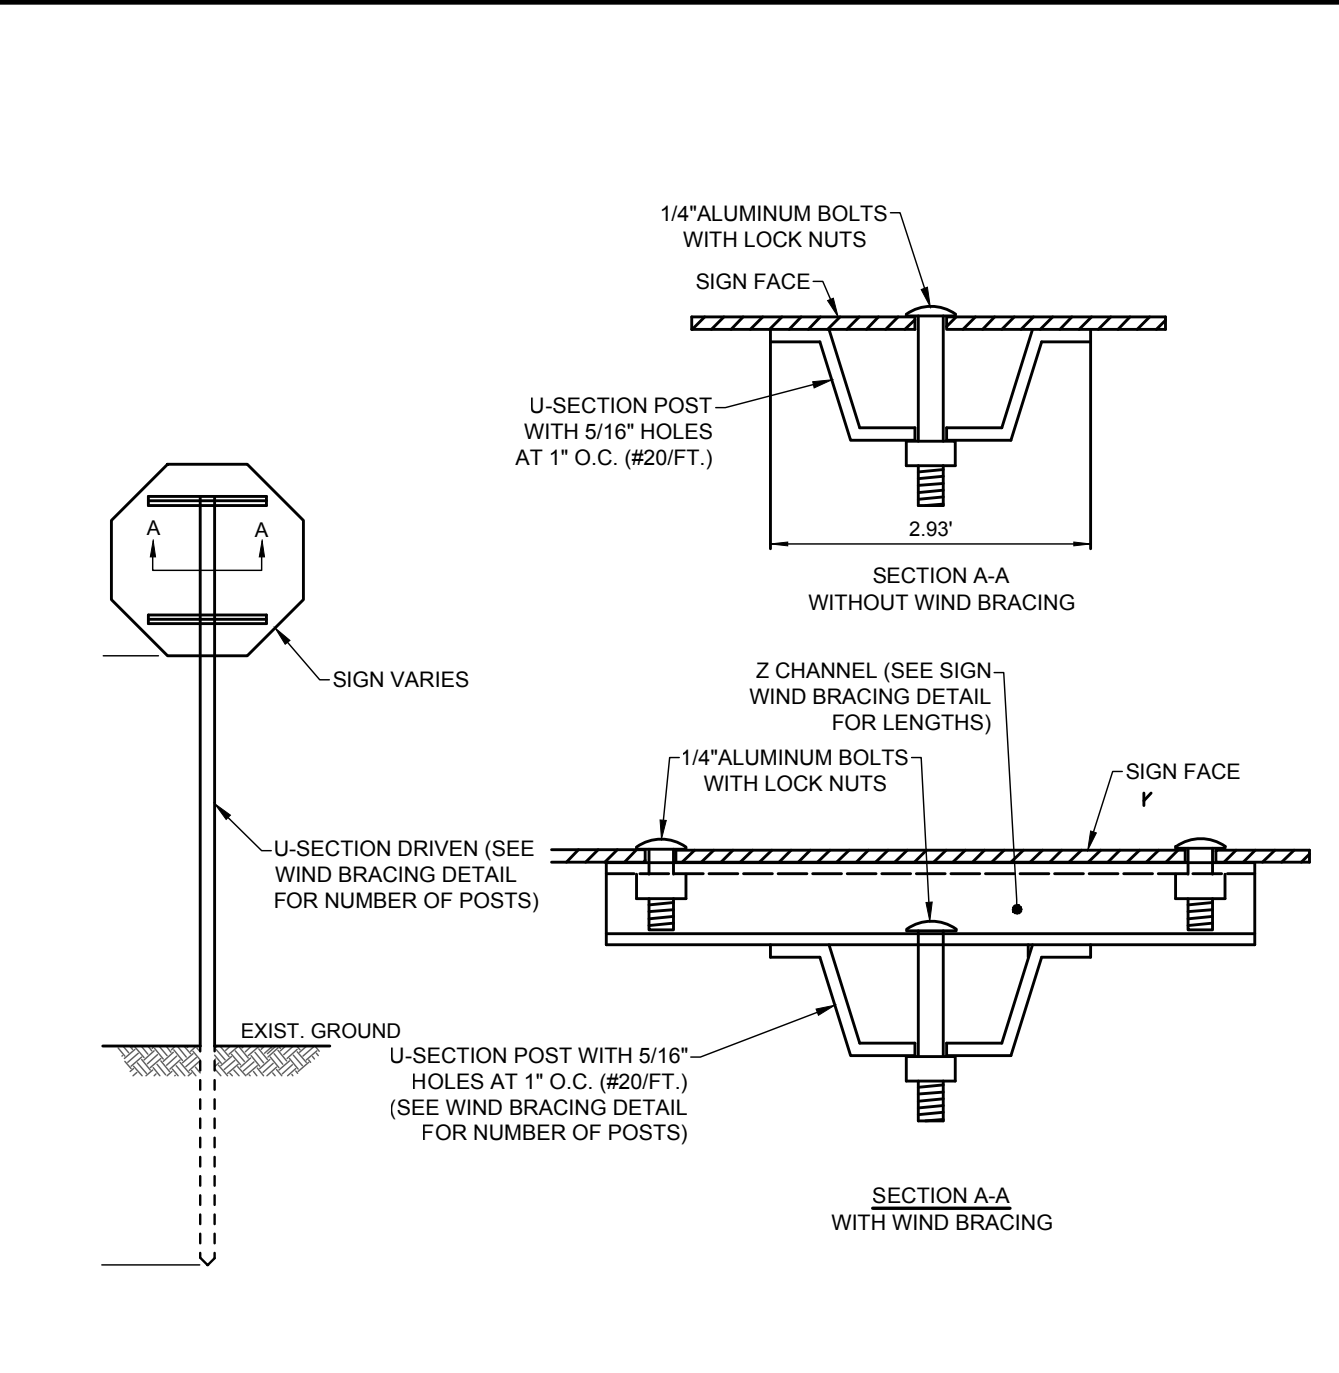 1/4"ALUMINUM BOLTS
WITH LOCK NUTS
SIGN FACE
U-SECTION POST
WITH 5/16" HOLES
AT 1" O.C. (#20/FT.)
2.93'
SECTION A-A
WITHOUT WIND BRACING
A
A
SIGN VARIES
Z CHANNEL (SEE SIGN
WIND BRACING DETAIL
FOR LENGTHS)
1/4"ALUMINUM BOLTS
WITH LOCK NUTS
SIGN FACE
U-SECTION DRIVEN (SEE
WIND BRACING DETAIL
FOR NUMBER OF POSTS)
EXIST. GROUND
U-SECTION POST WITH 5/16"
HOLES AT 1" O.C. (#20/FT.)
(SEE WIND BRACING DETAIL
FOR NUMBER OF POSTS)
SECTION A-A
WITH WIND BRACING